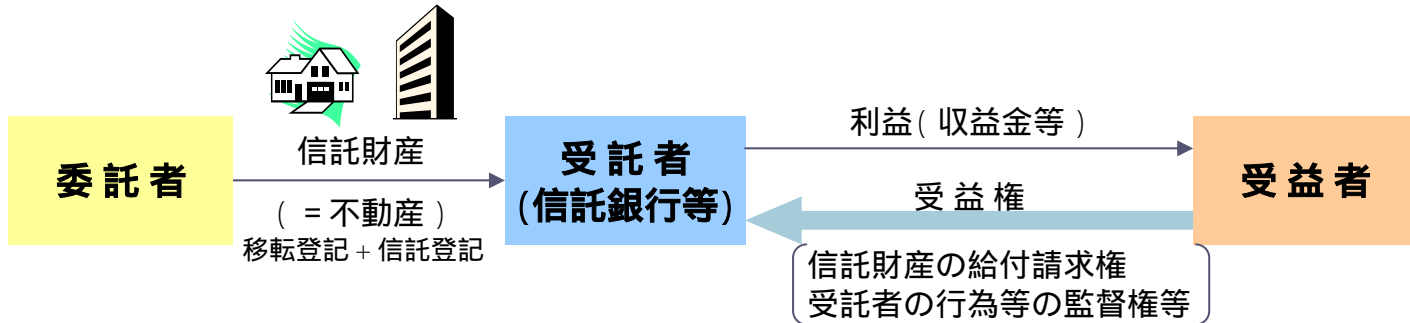 委託者
信託財産
（＝不動産）
移転登記+信託登記
受託者
(信託銀行等)
利益(収益金等)
受益権
信託財産の給付請求権
受託者の行為等の監督権等
受益者